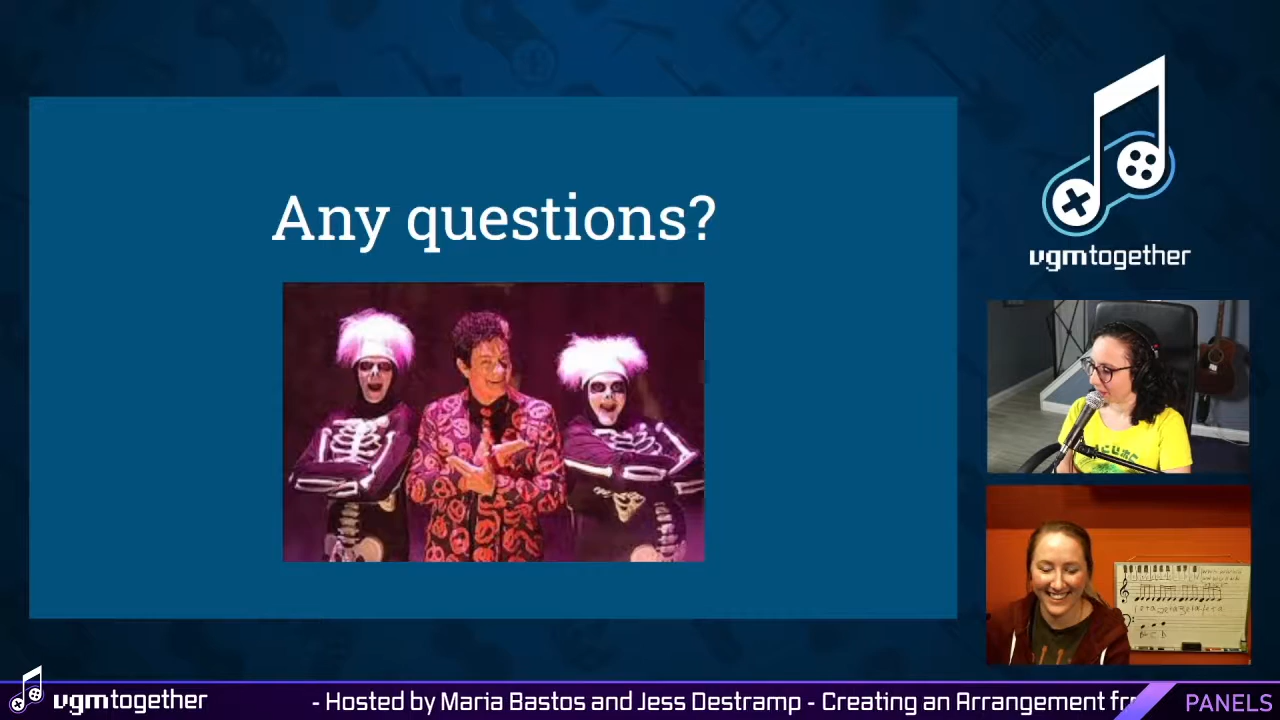 Any questions?
vgmtogether
vgmtogether
- Hosted by Maria Bastos and Jess Destramp - Creating an Arrangement fr
PANELS